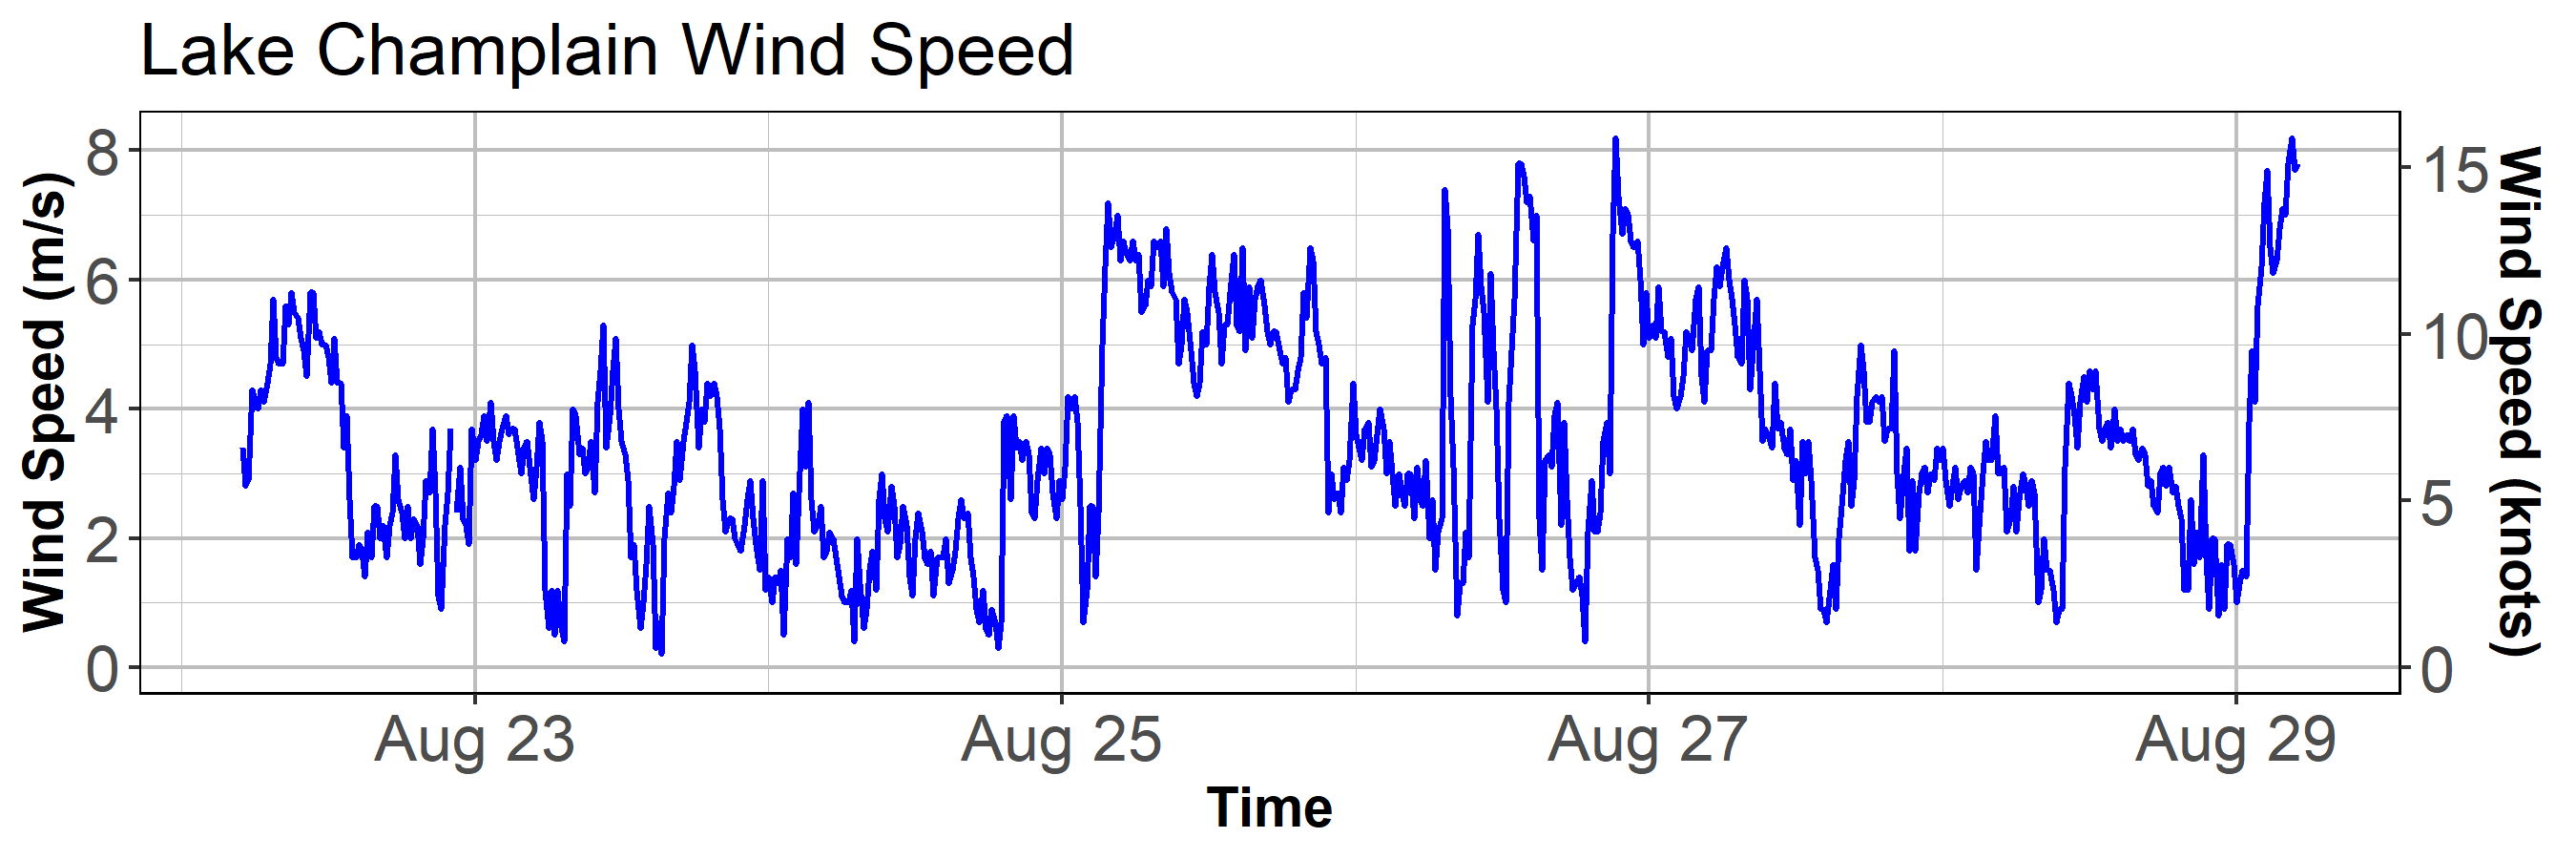 Lake Champlain Wind Speed
Wind Speed (m/s)
8
6
4
2
0
15
10
5
0
Wind Speed (knots)
Aug 23 Aug 25 Aug 27 Aug 29
Time